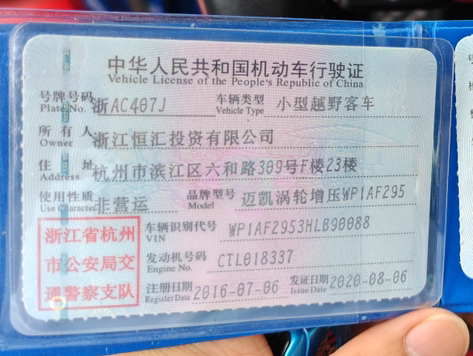 中华人民共和国机动车行驶证
Vehicle License of the People's Republic of China
号牌号码 Plate No. 浙AC407J 车辆类型 Vehicle Type 小型越野客车
所有人 Owner 浙江恒汇投资有限公司
住址 Address 杭州市滨江区六和路309号F楼23楼
使用性质 Use Character 非营运 品牌型号 Model 迈凯涡轮增压WP1AF295
浙江省杭州
市公安局交
通警察支队
车辆识别代号 VIN WP1AF2953HLB90088
发动机号码 Engine No. CTL018337
注册日期 Register Date 2016-07-06 发证日期 Issue Date 2020-08-06